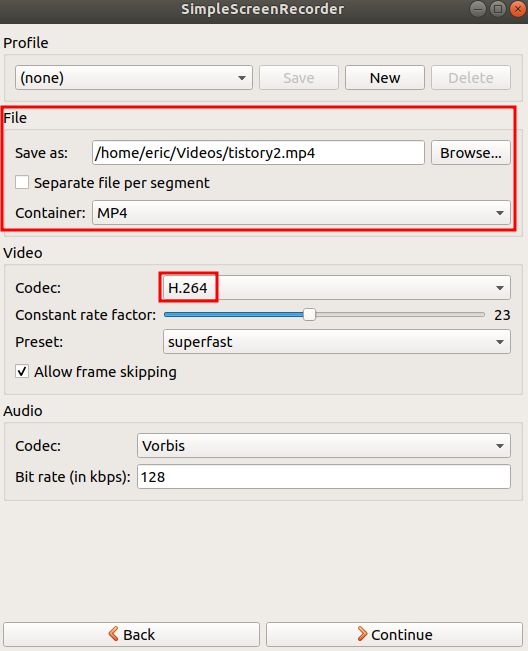 SimpleScreenRecorder
Profile
(none) Save New Delete
File
Save as: /home/eric/Videos/tistory2.mp4 Browse...
Separate file per segment
Container: MP4
Video
Codec: H.264
Constant rate factor: 23
Preset: superfast
Allow frame skipping
Audio
Codec: Vorbis
Bit rate (in kbps): 128
Back Continue